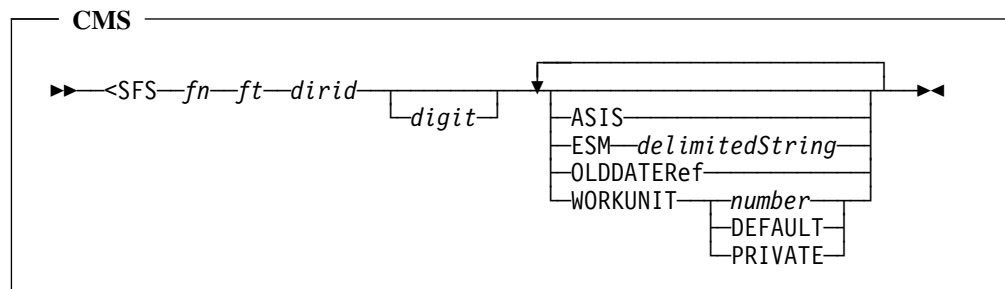 CMS
►►──<SFS──fn──ft──dirid──digit──►◄
ASIS
ESM──delimitedString
OLDDATERef
WORKUNIT──number
DEFAULT
PRIVATE